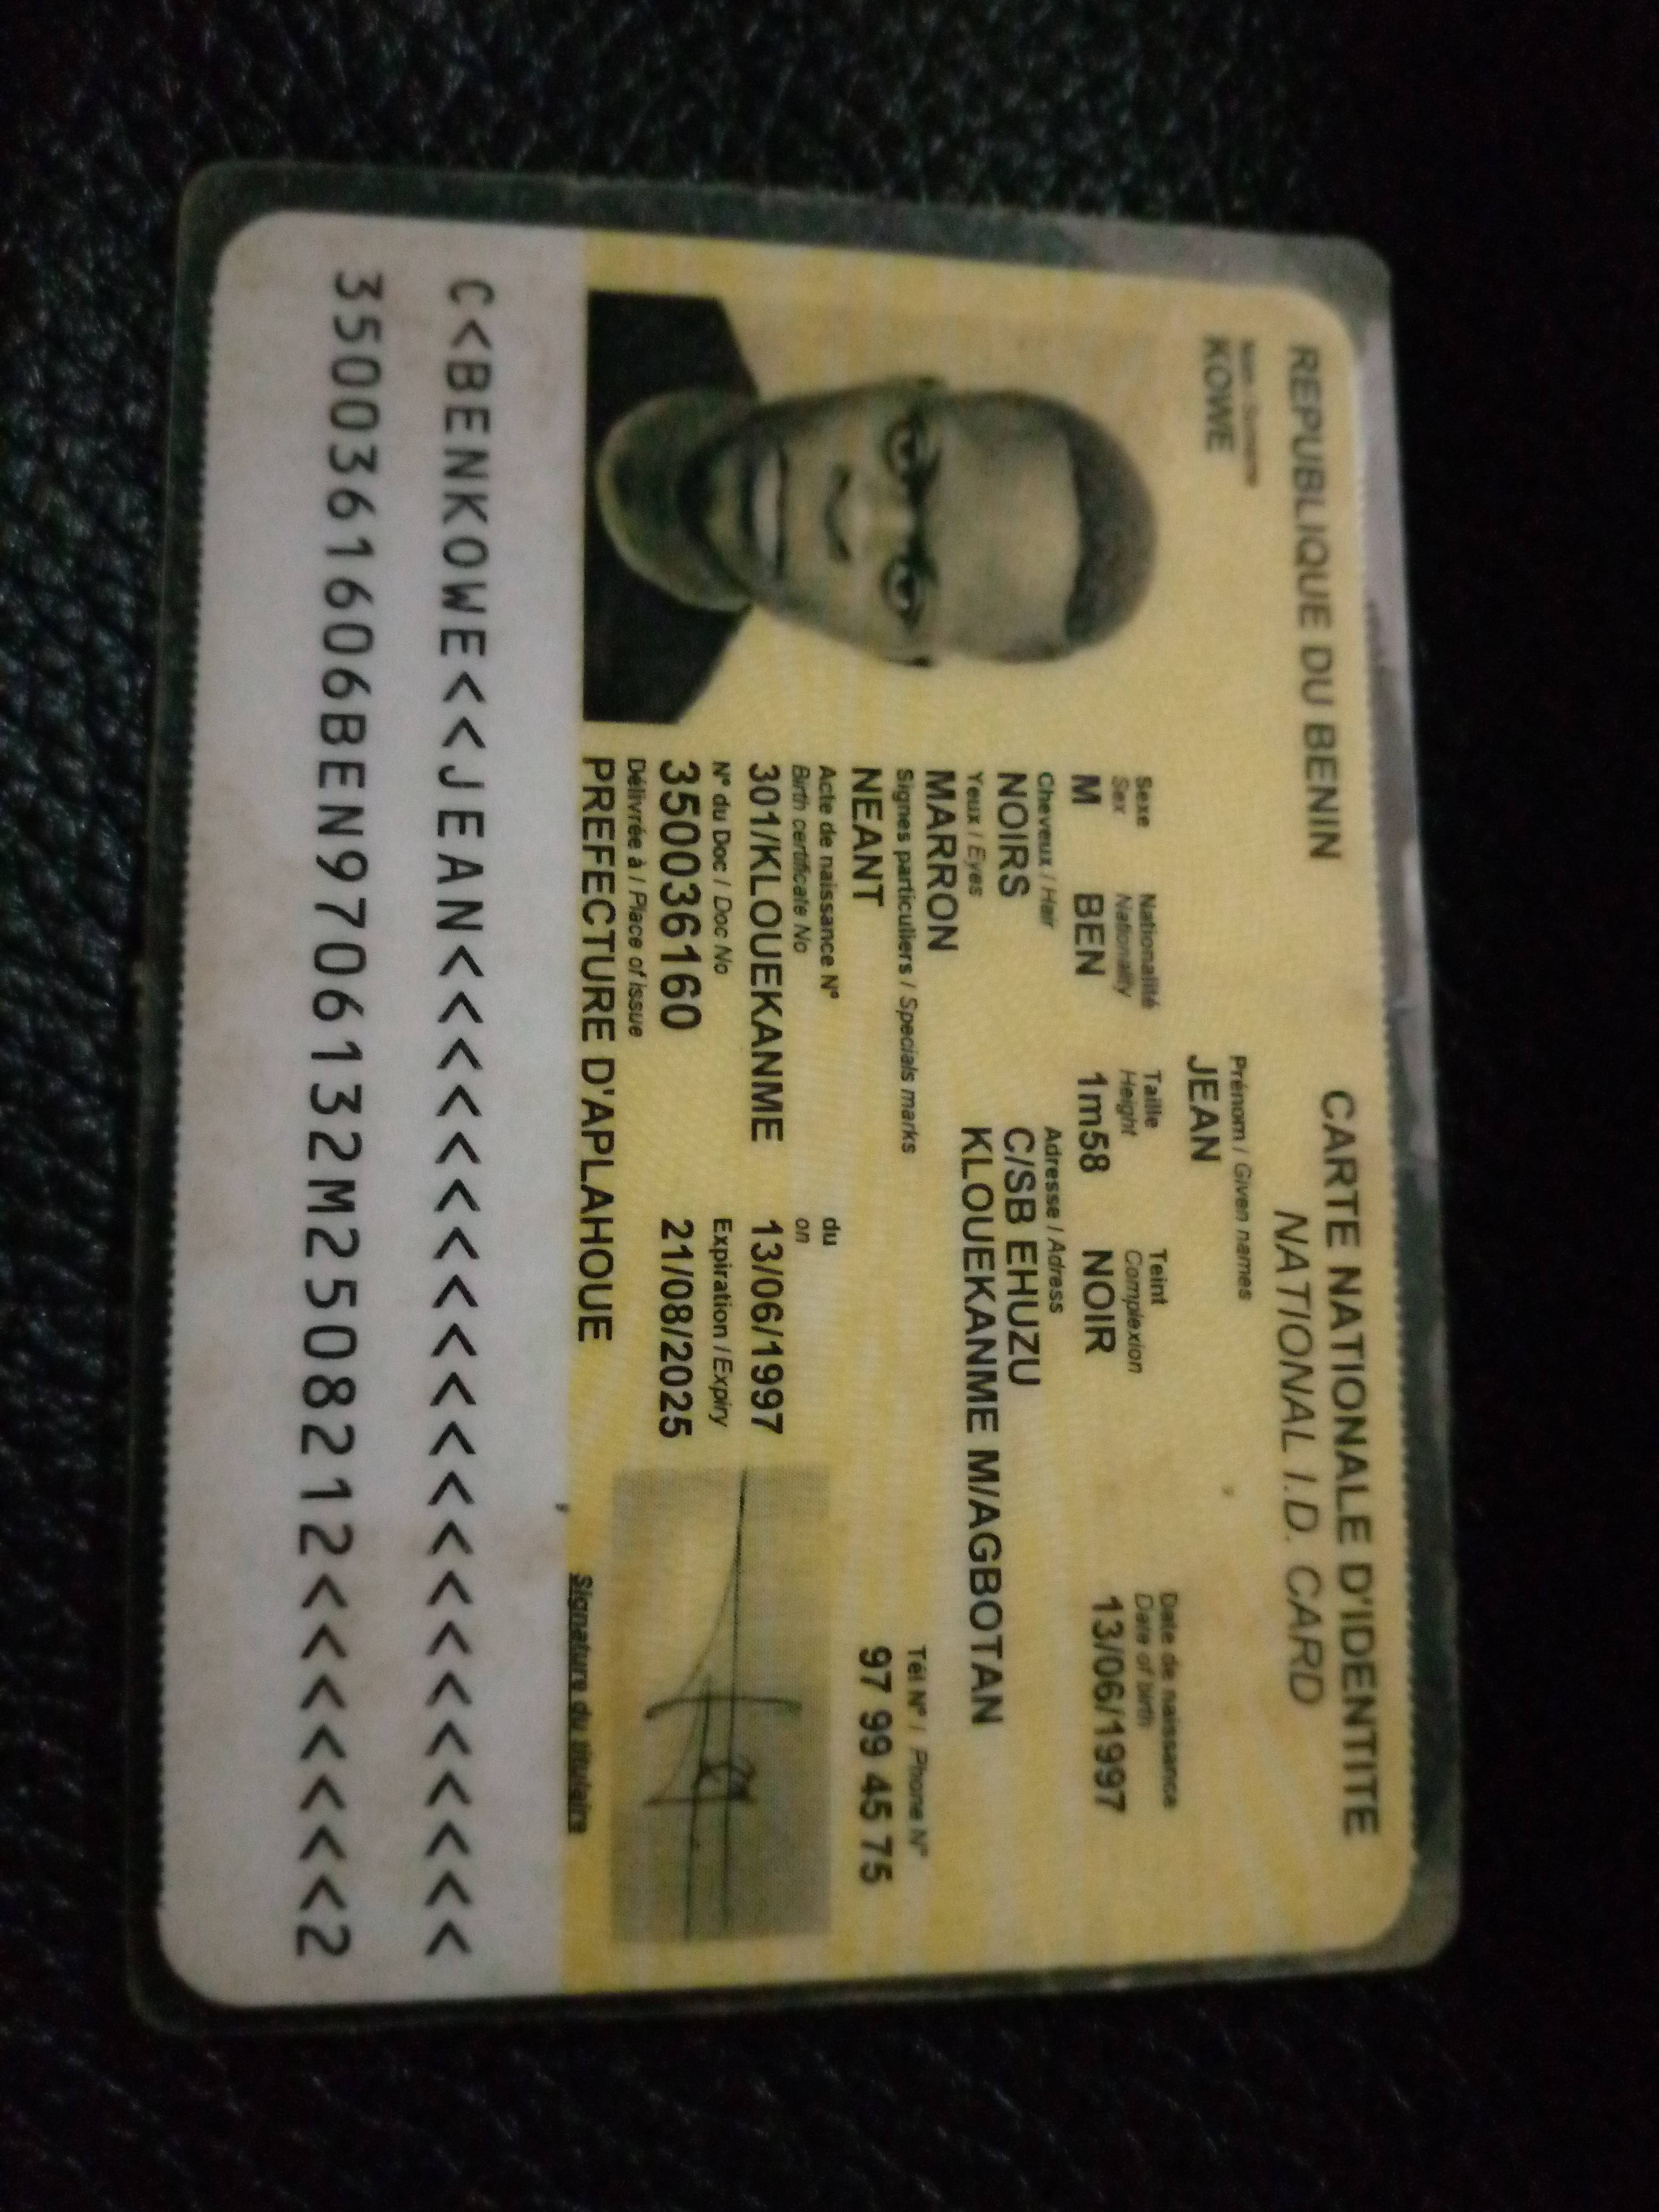 REPUBLIQUE DU BENIN
CARTE NATIONALE D'IDENTITE
NATIONAL I.D. CARD
KOWE
Prénom / Given names
JEAN
Sexe Nationalité Taille Teint Date de naissance
Sex Nationality Height Complexion Date of birth
M BEN 1m58 NOIR 13/06/1997
Cheveux / Hair
NOIRS
Adresse / Adress
C/SB EHUZU
KLOUEKANME M/AGBOTAN
Yeux / Eyes
MARRON
Signes particuliers / Specials marks
NEANT
Tél N° / Phone N°
97 99 45 75
Acte de naissance N° du
Birth certificate No on
301/KLOUEKANME 13/06/1997
N° du Doc / Doc No Expiration / Expiry
350036160 21/08/2025
Délivrée à / Place of issue
PREFECTURE D'APLAHOUE
Signature du titulaire
C<BENKOWE<<JEAN<<<<<<<<<<<<<<<<<<
3500361606BEN9706132M2508212<<<<<<<2